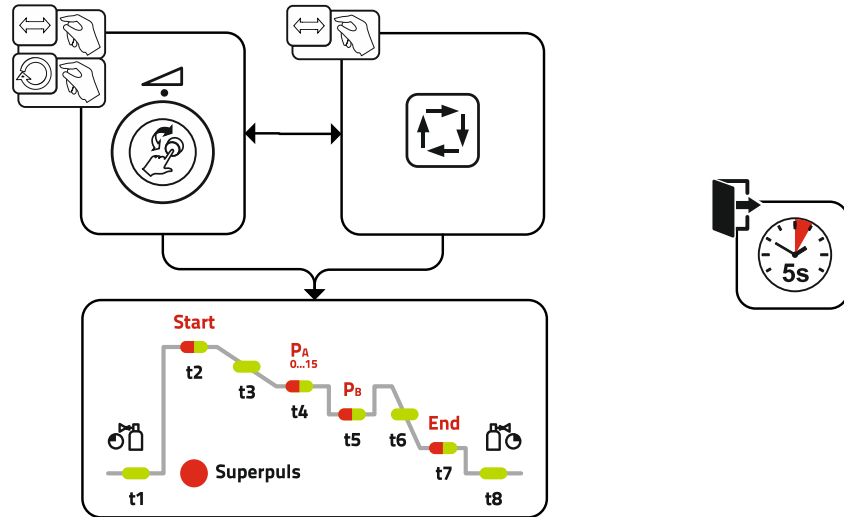 5s
Start
t2
t3
PA
0...15
t4
PB
t5
t6
End
t7
t1
Superpuls
t8